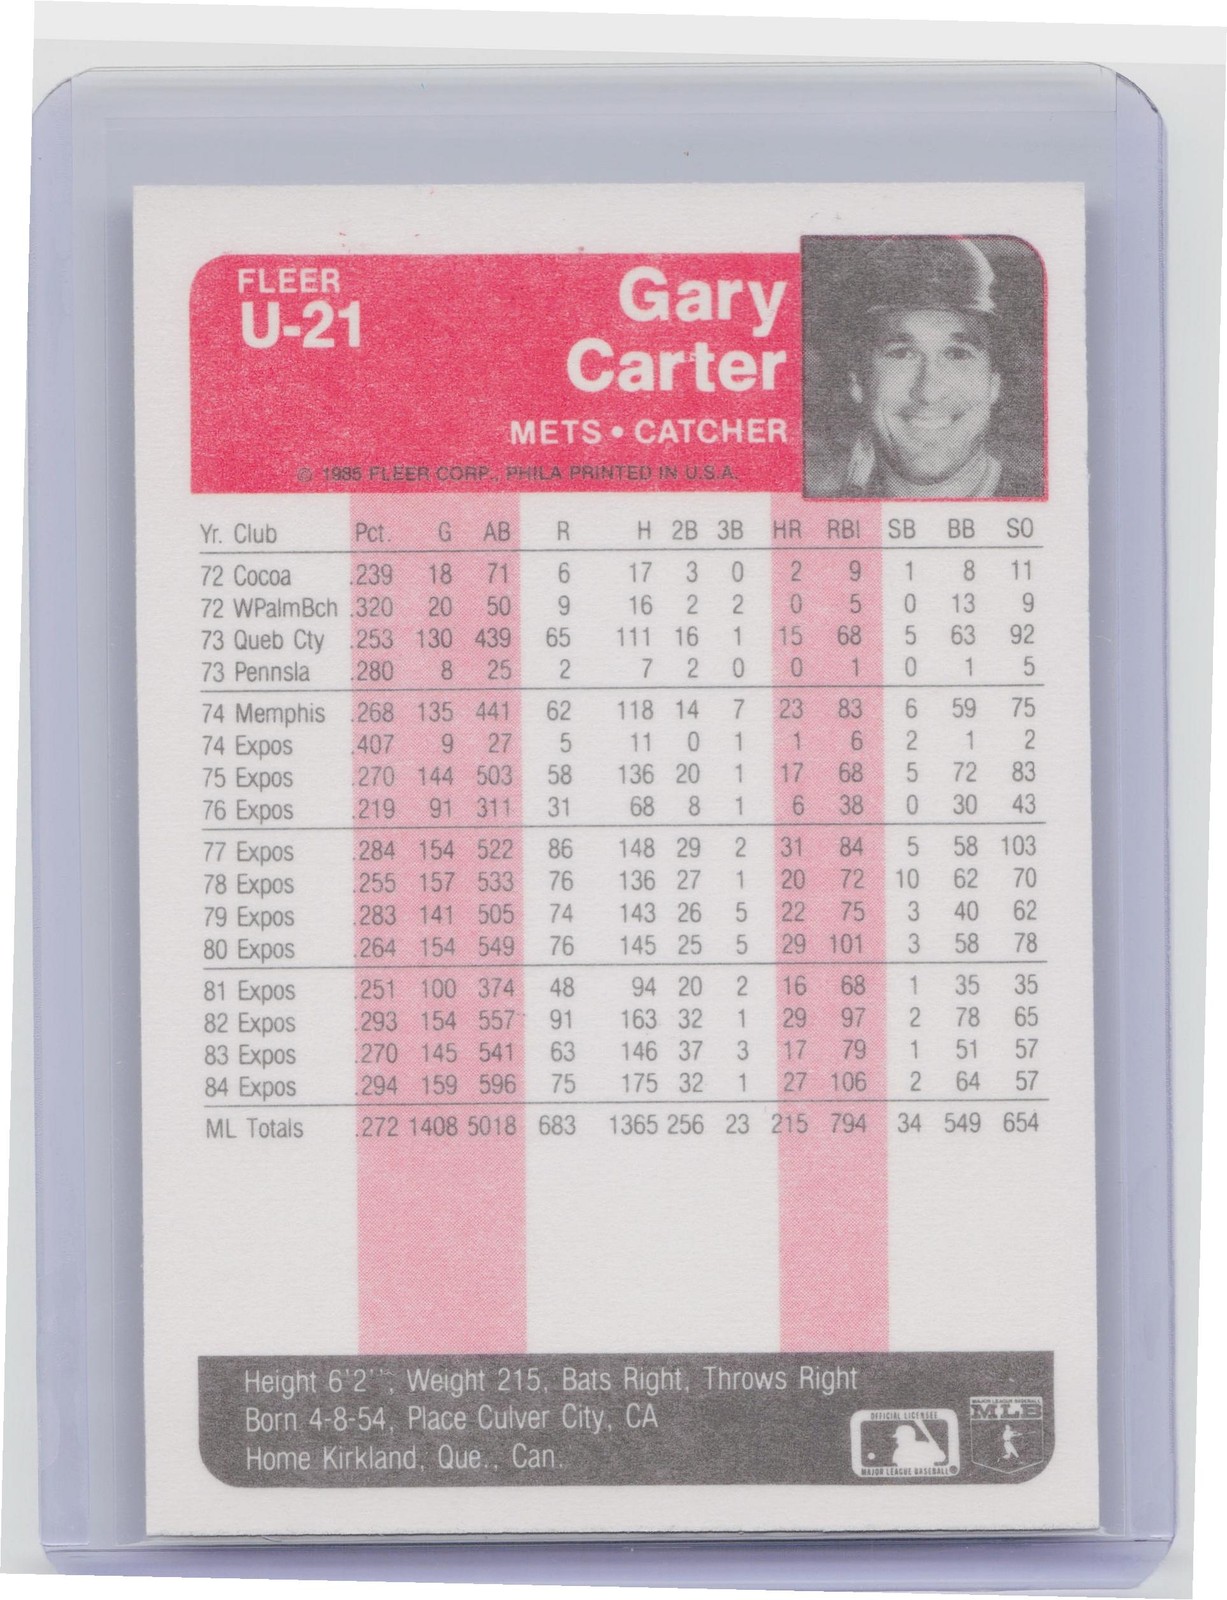 FLEER
U-21
Gary
Carter
METS • CATCHER
© 1985 FLEER CORP., PHILA PRINTED IN U.S.A.
Yr. Club Pct. G AB R H 2B 3B HR RBI SB BB SO
72 Cocoa .239 18 71 6 17 3 0 2 9 1 8 11
72 WPalmBch .320 20 50 9 16 2 2 0 5 0 13 9
73 Queb Cty .253 130 439 65 111 16 1 15 68 5 63 92
73 Pennsla .280 8 25 2 7 2 0 0 1 0 1 5
74 Memphis .268 135 441 62 118 14 7 23 83 6 59 75
74 Expos .407 9 27 5 11 0 1 1 6 2 1 2
75 Expos .270 144 503 58 136 20 1 17 68 5 72 83
76 Expos .219 91 311 31 68 8 1 6 38 0 30 43
77 Expos .284 154 522 86 148 29 2 31 84 5 58 103
78 Expos .255 157 533 76 136 27 1 20 72 10 62 70
79 Expos .283 141 505 74 143 26 5 22 75 3 40 62
80 Expos .264 154 549 76 145 25 5 29 101 3 58 78
81 Expos .251 100 374 48 94 20 2 16 68 1 35 35
82 Expos .293 154 557 91 163 32 1 29 97 2 78 65
83 Expos .270 145 541 63 146 37 3 17 79 1 51 57
84 Expos .294 159 596 75 175 32 1 27 106 2 64 57
ML Totals .272 1408 5018 683 1365 256 23 215 794 34 549 654
Height 6'2'', Weight 215, Bats Right, Throws Right
Born 4-8-54, Place Culver City, CA
Home Kirkland, Que., Can.
OFFICIAL LICENSEE
MAJOR LEAGUE BASEBALL®
MAJOR LEAGUE BASEBALL
MLB